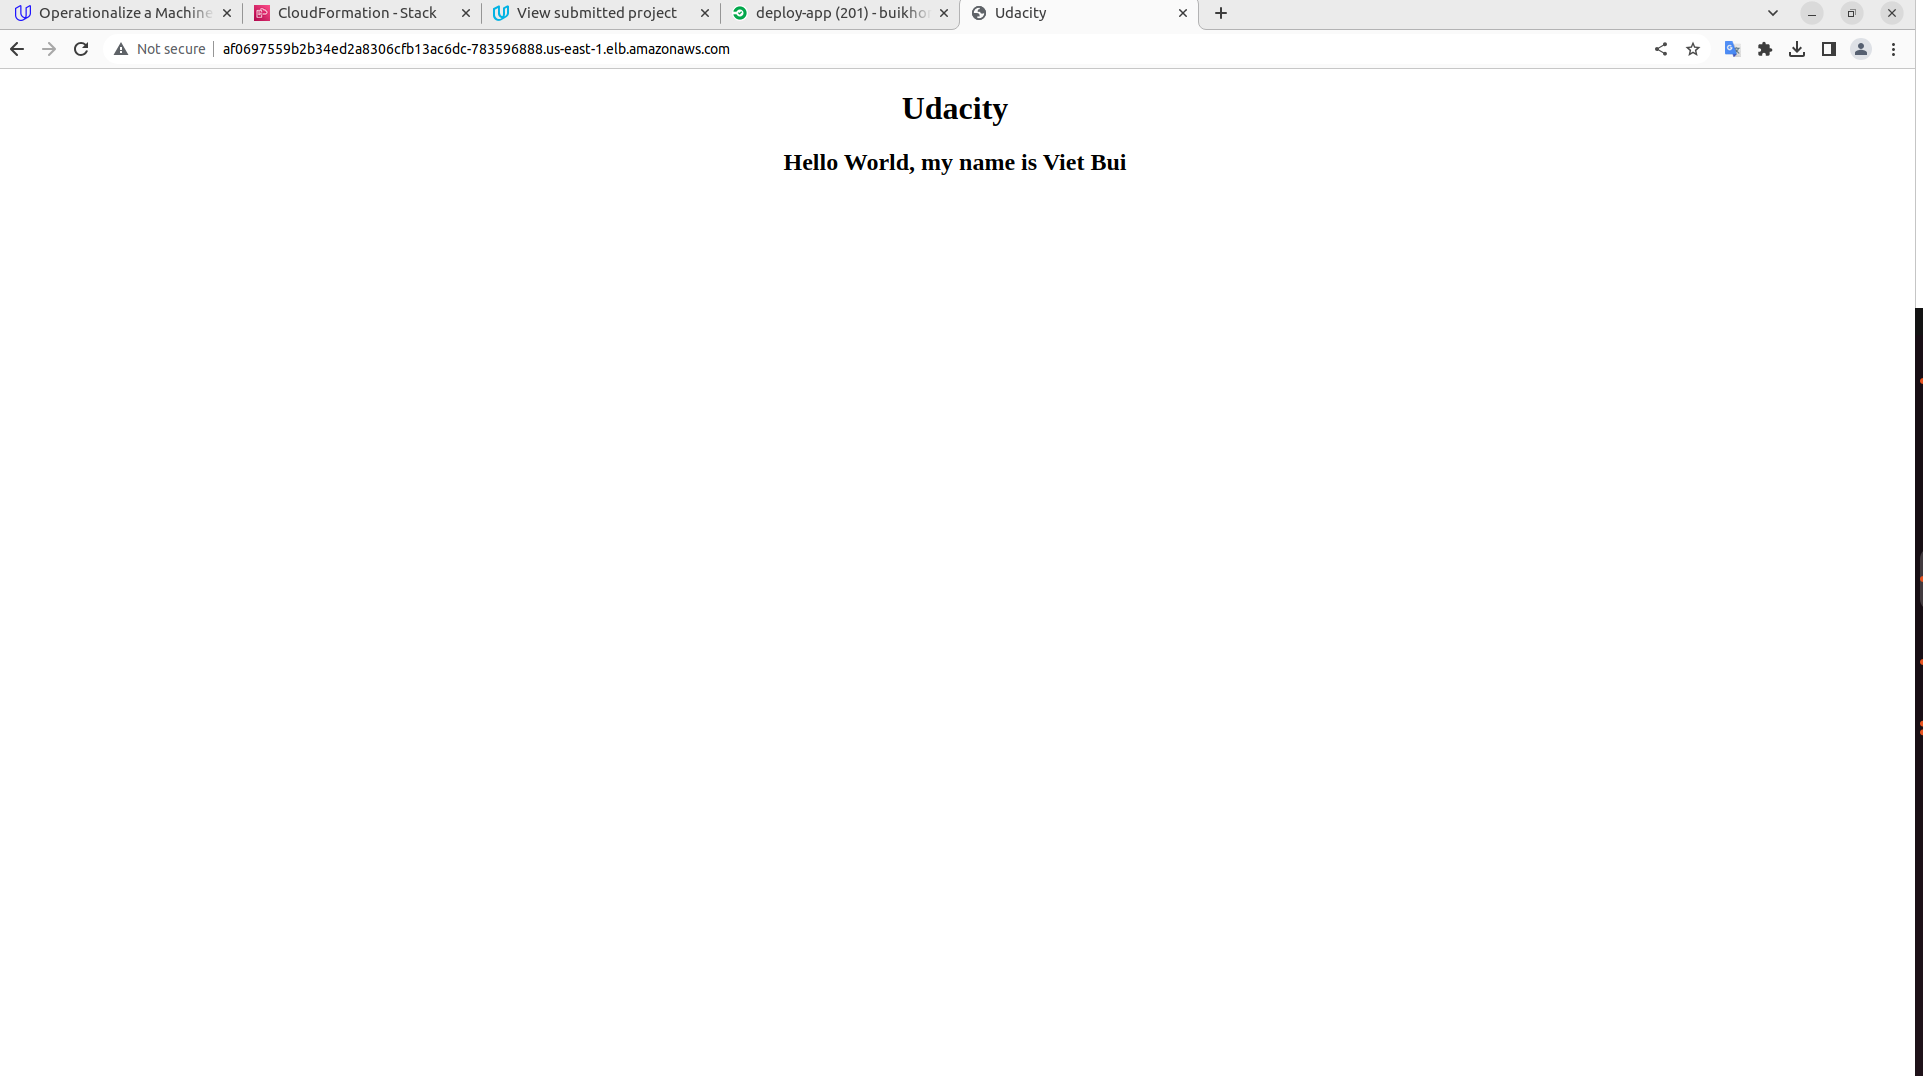 Operationalize a Machine
CloudFormation - Stack
View submitted project
deploy-app (201) - buikhor
Udacity
Not secure
af0697559b2b34ed2a8306cfb13ac6dc-783596888.us-east-1.elb.amazonaws.com
Udacity
Hello World, my name is Viet Bui